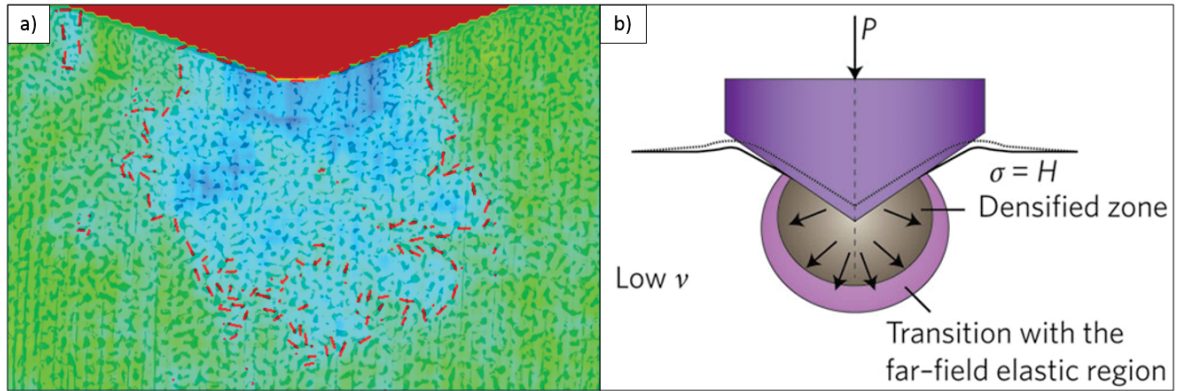 a)
b)
P
σ = H
Densified zone
Low ν
Transition with the
far–field elastic region